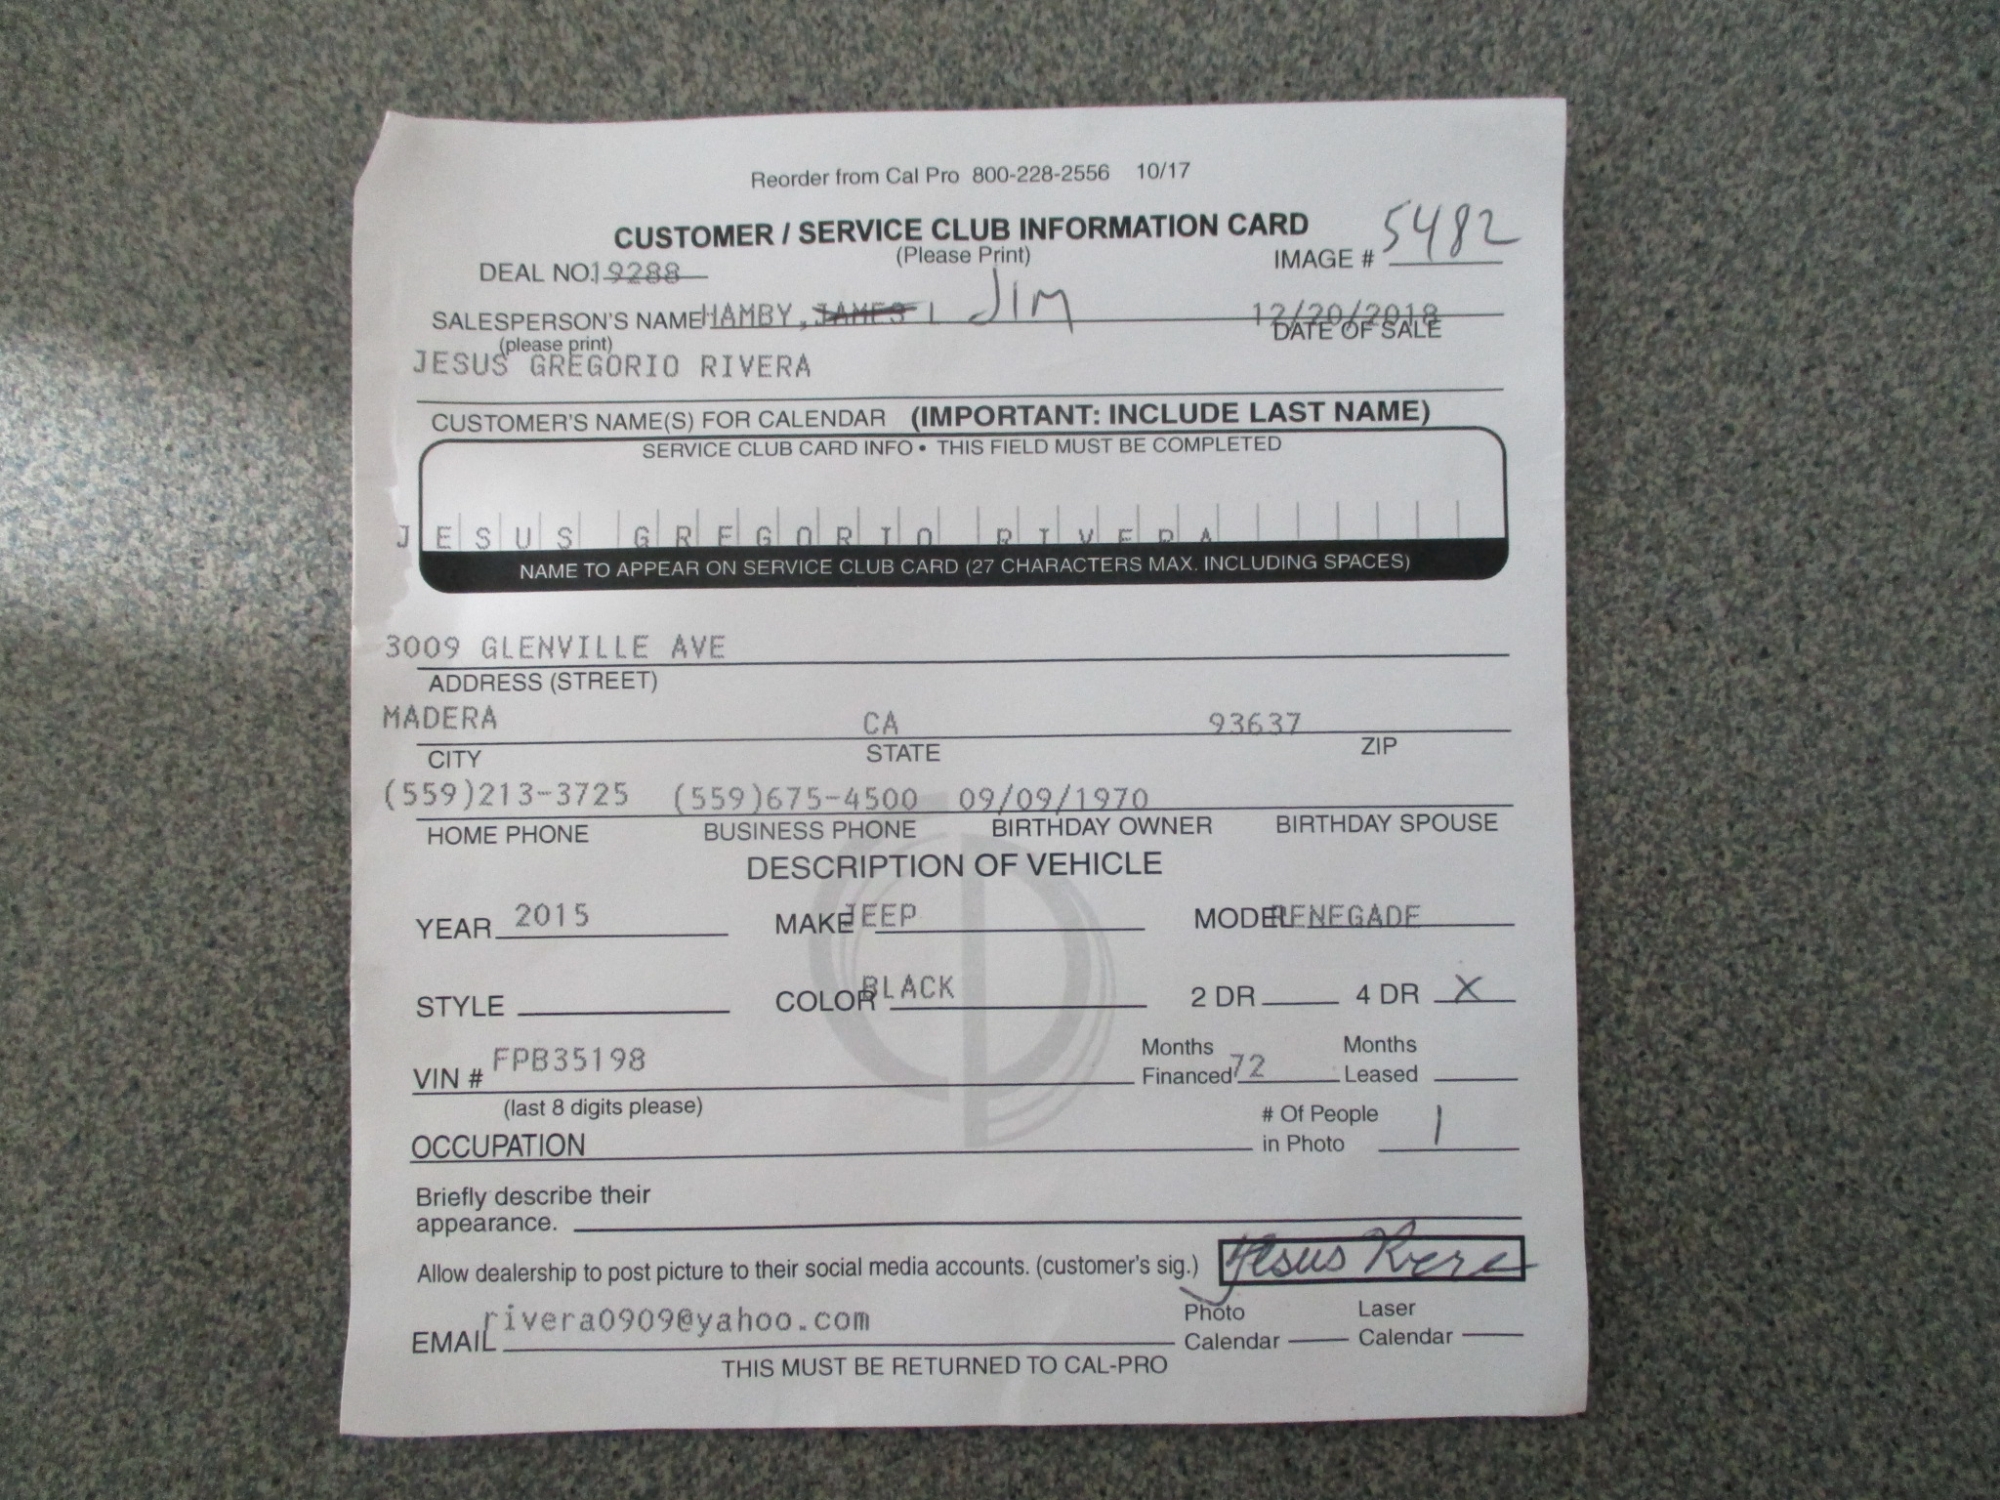 Reorder from Cal Pro 800-228-2556 10/17
CUSTOMER / SERVICE CLUB INFORMATION CARD
(Please Print)
IMAGE # 5482
DEAL NO. 19288
SALESPERSON'S NAME HAMBY, JAMES L JIM 12/20/2018
(please print) DATE OF SALE
JESUS GREGORIO RIVERA
CUSTOMER'S NAME(S) FOR CALENDAR (IMPORTANT: INCLUDE LAST NAME)
SERVICE CLUB CARD INFO • THIS FIELD MUST BE COMPLETED
JESUS GREGORIO RIVERA
NAME TO APPEAR ON SERVICE CLUB CARD (27 CHARACTERS MAX. INCLUDING SPACES)
3009 GLENVILLE AVE
ADDRESS (STREET)
MADERA CA 93637
CITY STATE ZIP
(559)213-3725 (559)675-4500 09/09/1970
HOME PHONE BUSINESS PHONE BIRTHDAY OWNER BIRTHDAY SPOUSE
DESCRIPTION OF VEHICLE
YEAR 2015 MAKE JEEP MODEL RENEGADE
STYLE COLOR BLACK 2 DR 4 DR X
VIN # FPB35198 Months Financed 72 Months Leased
(last 8 digits please)
OCCUPATION # Of People in Photo 1
Briefly describe their
appearance.
Allow dealership to post picture to their social media accounts. (customer's sig.) Jesus Rivera
EMAIL rivera0909@yahoo.com Photo Calendar Laser Calendar
THIS MUST BE RETURNED TO CAL-PRO